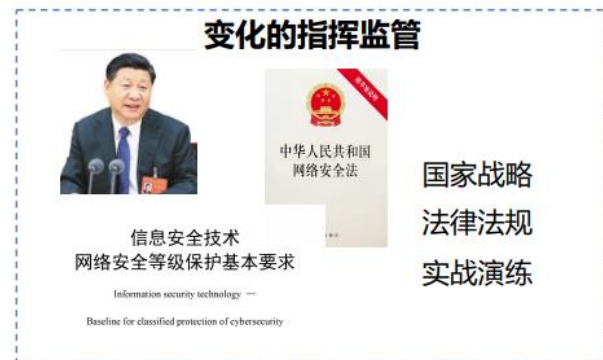 变化的指挥监管
中华人民共和国
网络安全法
国家战略
法律法规
实战演练
信息安全技术
网络安全等级保护基本要求
Information security technology —
Baseline for classified protection of cybersecurity